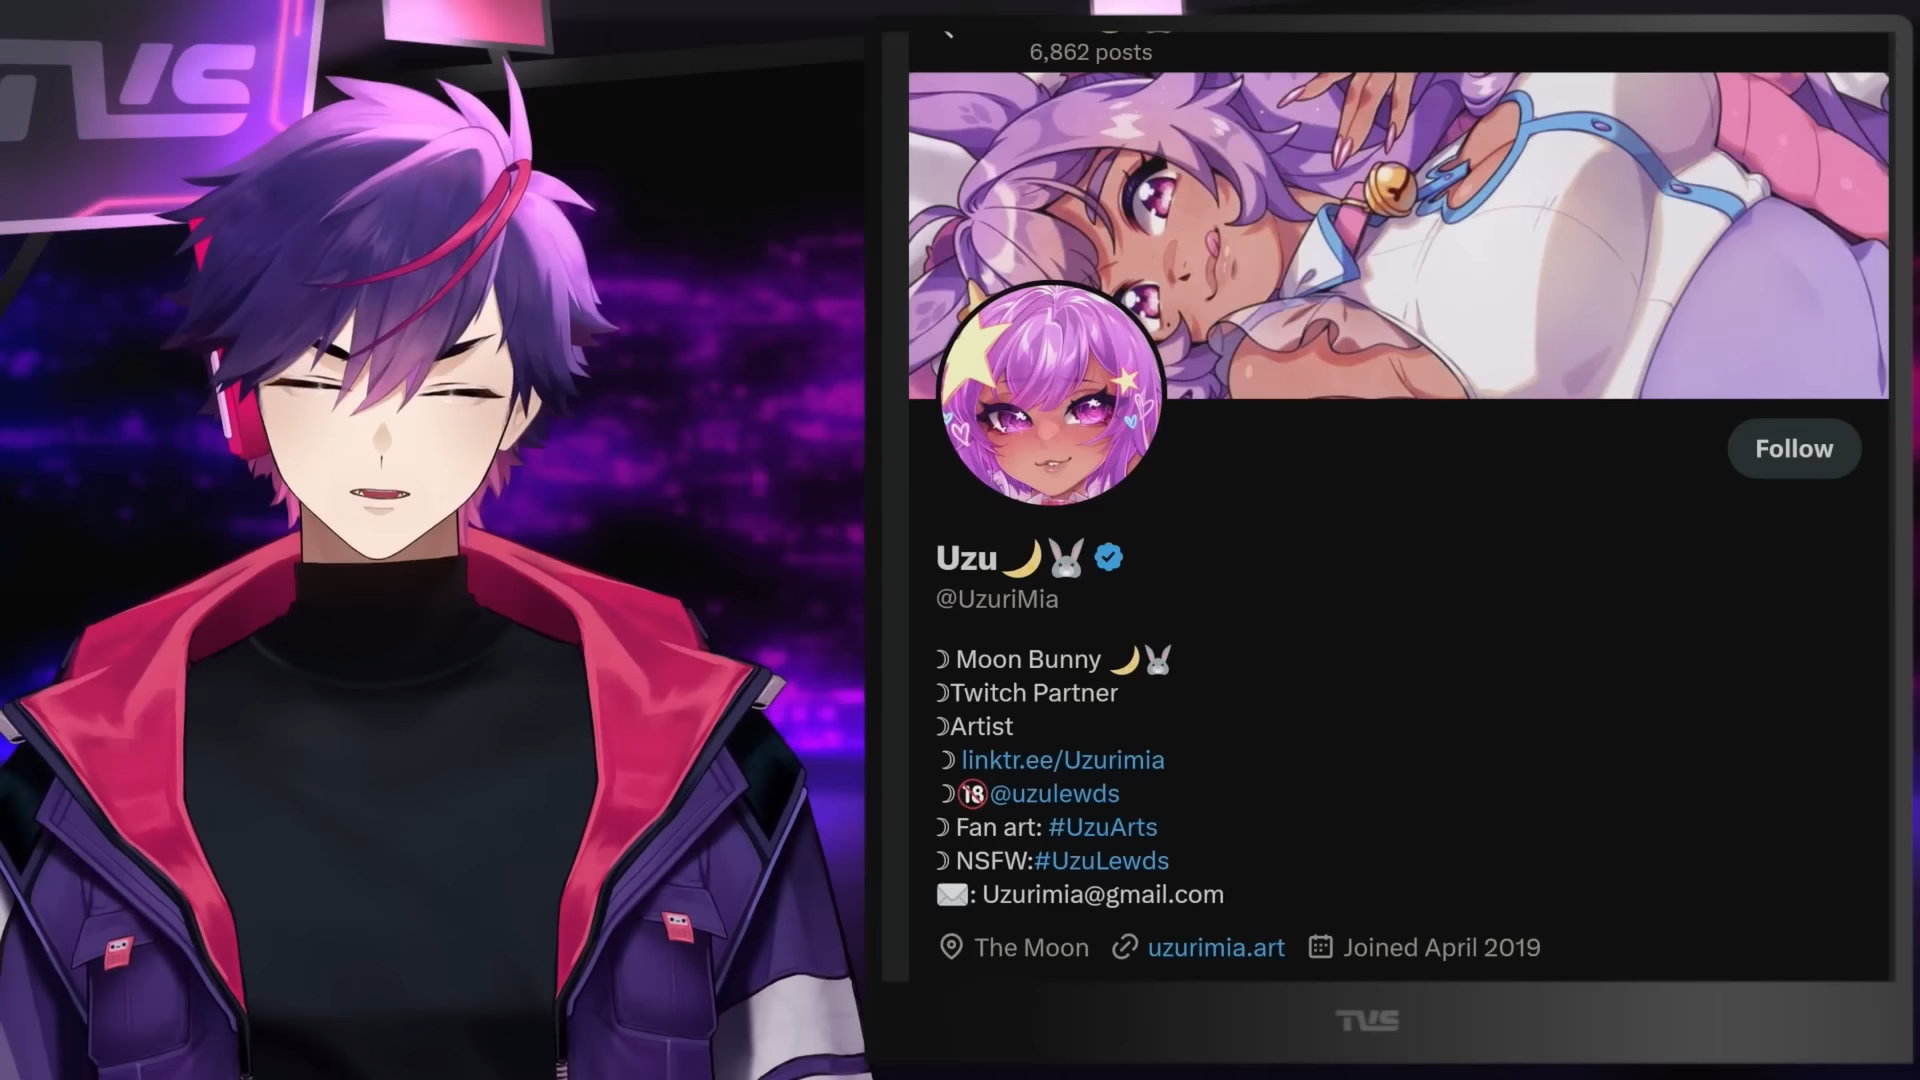 TVS
6,862 posts
Follow
Uzu🌙🐰
@UzuriMia
☽ Moon Bunny 🌙🐰
☽Twitch Partner
☽Artist
☽ linktr.ee/Uzurimia
☽🔞@uzulewds
☽ Fan art: #UzuArts
☽ NSFW:#UzuLewds
✉️: Uzurimia@gmail.com
The Moon uzurimia.art Joined April 2019
TVS